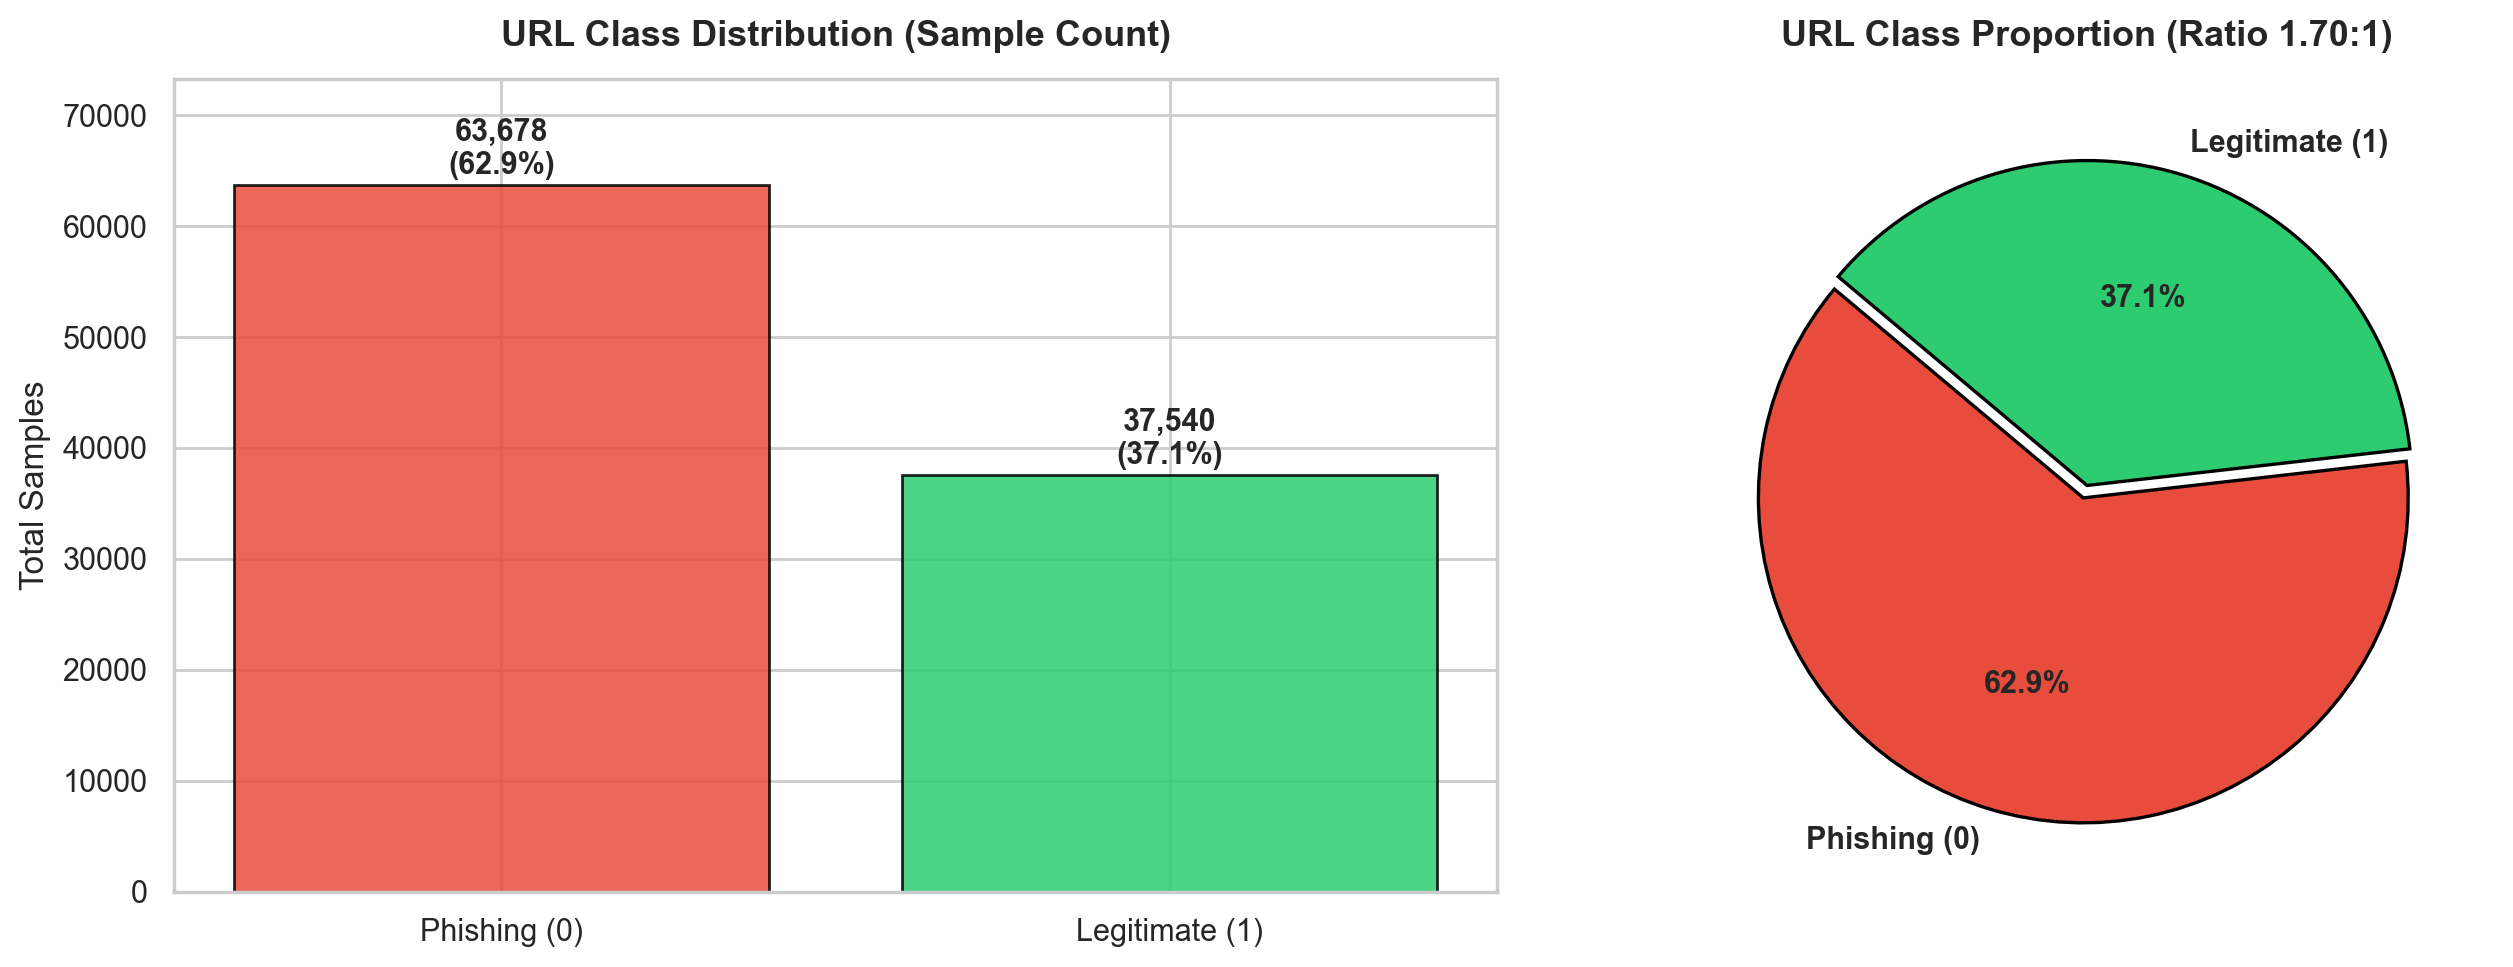 URL Class Distribution (Sample Count)
Total Samples
70000
60000
50000
40000
30000
20000
10000
0
63,678
(62.9%)
37,540
(37.1%)
Phishing (0)
Legitimate (1)
URL Class Proportion (Ratio 1.70:1)
Legitimate (1)
37.1%
62.9%
Phishing (0)